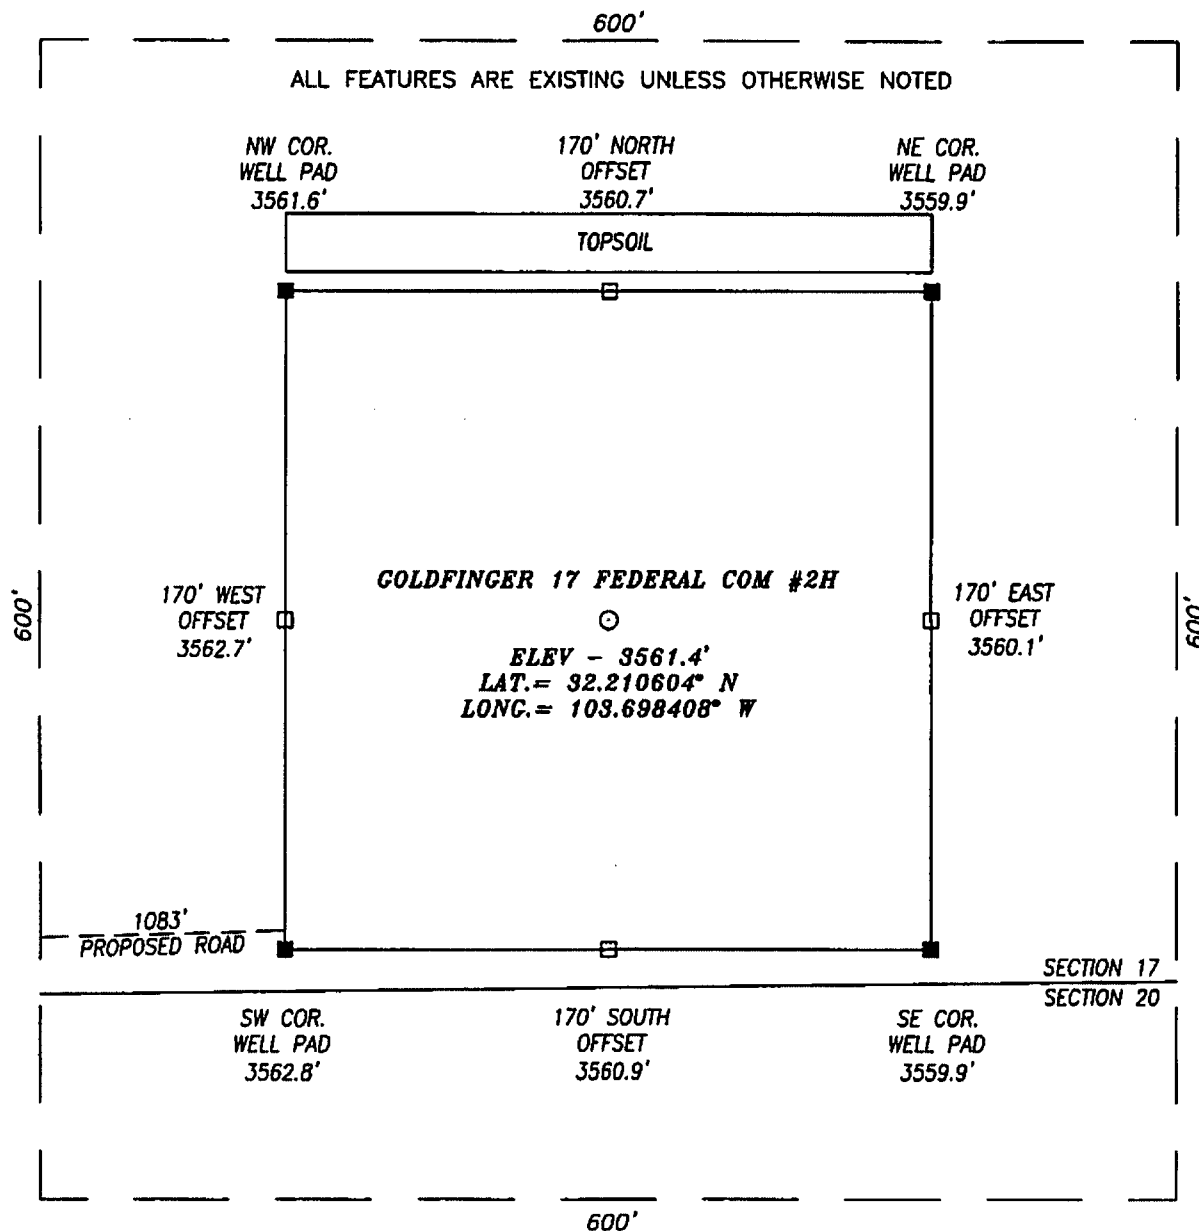 600'
ALL FEATURES ARE EXISTING UNLESS OTHERWISE NOTED
NW COR.
WELL PAD
3561.6'
170' NORTH
OFFSET
3560.7'
NE COR.
WELL PAD
3559.9'
TOPSOIL
600'
170' WEST
OFFSET
3562.7'
GOLDFINGER 17 FEDERAL COM #2H
ELEV - 3561.4'
LAT.= 32.210604° N
LONG.= 103.698408° W
170' EAST
OFFSET
3560.1'
600'
1083'
PROPOSED ROAD
SECTION 17
SECTION 20
SW COR.
WELL PAD
3562.8'
170' SOUTH
OFFSET
3560.9'
SE COR.
WELL PAD
3559.9'
600'